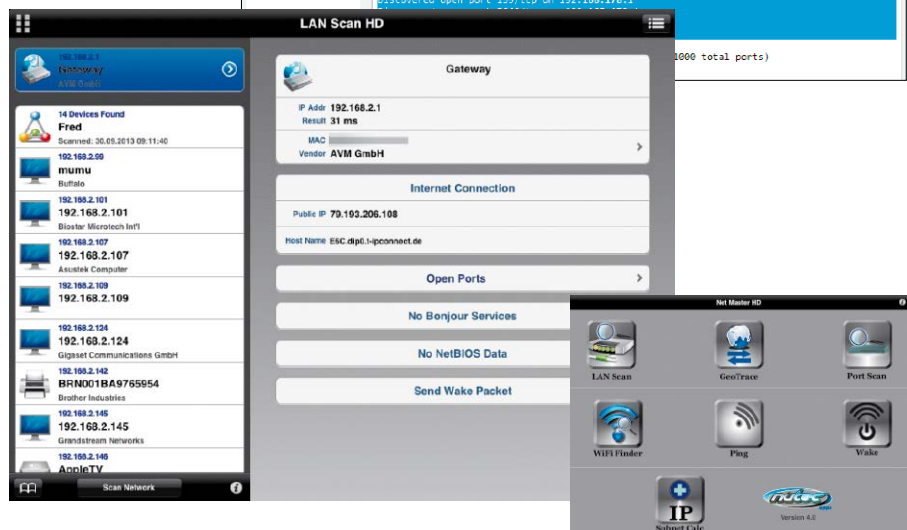 1000 total ports)
LAN Scan HD
192.168.2.1
Gateway
AVM GmbH
14 Devices Found
Fred
Scanned: 30.09.2013 09:11:40
192.168.2.99
mumu
Buffalo
192.168.2.101
192.168.2.101
Biostar Microtech Int'l
192.168.2.107
192.168.2.107
Asustek Computer
192.168.2.109
192.168.2.109
192.168.2.124
192.168.2.124
Gigaset Communications GmbH
192.168.2.142
BRN001BA9765954
Brother Industries
192.168.2.145
192.168.2.145
Grandstream Networks
192.168.2.146
AppleTV
Scan Network
Gateway
IP Addr 192.168.2.1
Result 31 ms
MAC
Vendor AVM GmbH
Internet Connection
Public IP 79.193.206.108
Host Name E6C.dip0.t-ipconnect.de
Open Ports
No Bonjour Services
No NetBIOS Data
Send Wake Packet
Net Master HD
LAN Scan
GeoTrace
Port Scan
WiFi Finder
Ping
Wake
IP
Subnet Calc
nutec
Version 4.2